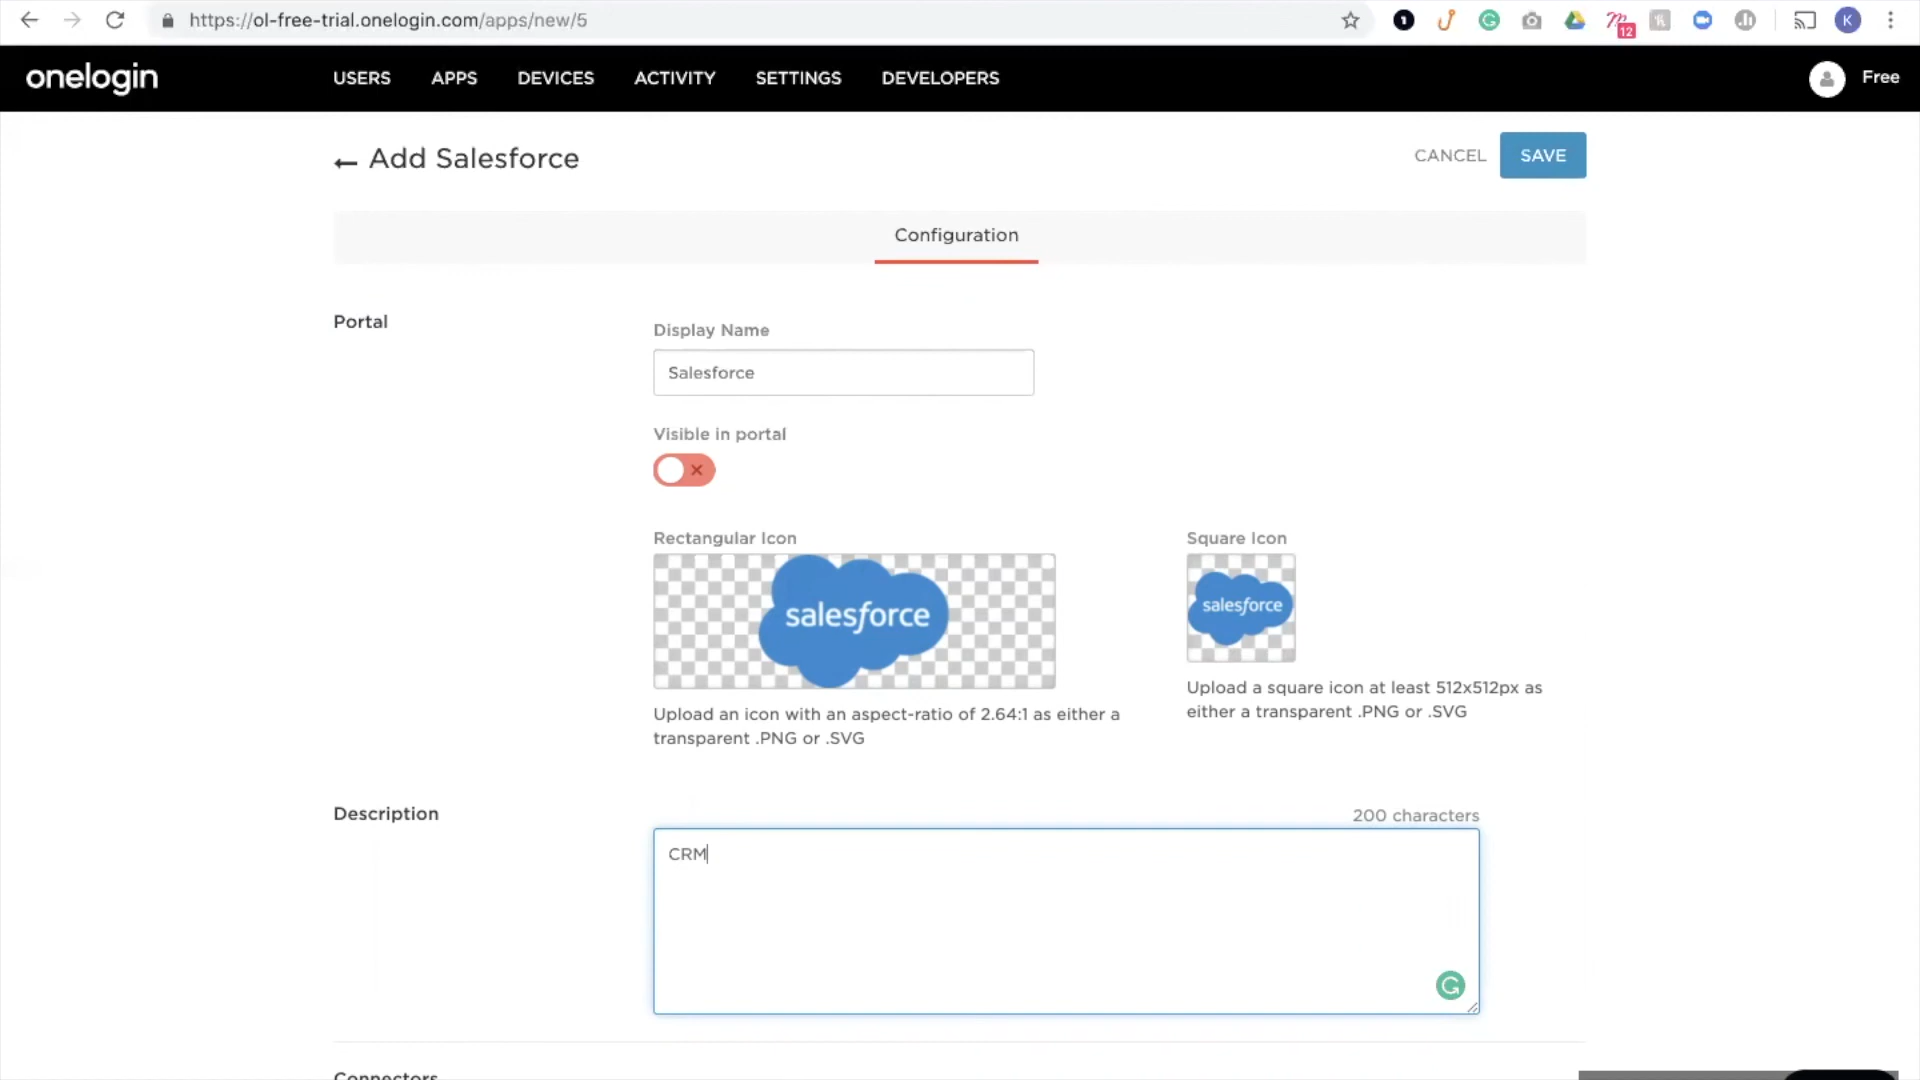 https://ol-free-trial.onelogin.com/apps/new/5
12
K
onelogin
USERS
APPS
DEVICES
ACTIVITY
SETTINGS
DEVELOPERS
Free
← Add Salesforce
CANCEL
SAVE
Configuration
Portal
Display Name
Salesforce
Visible in portal
Rectangular Icon
salesforce
Upload an icon with an aspect-ratio of 2.64:1 as either a
transparent .PNG or .SVG
Square Icon
salesforce
Upload a square icon at least 512x512px as
either a transparent .PNG or .SVG
Description
200 characters
CRM
Connectors